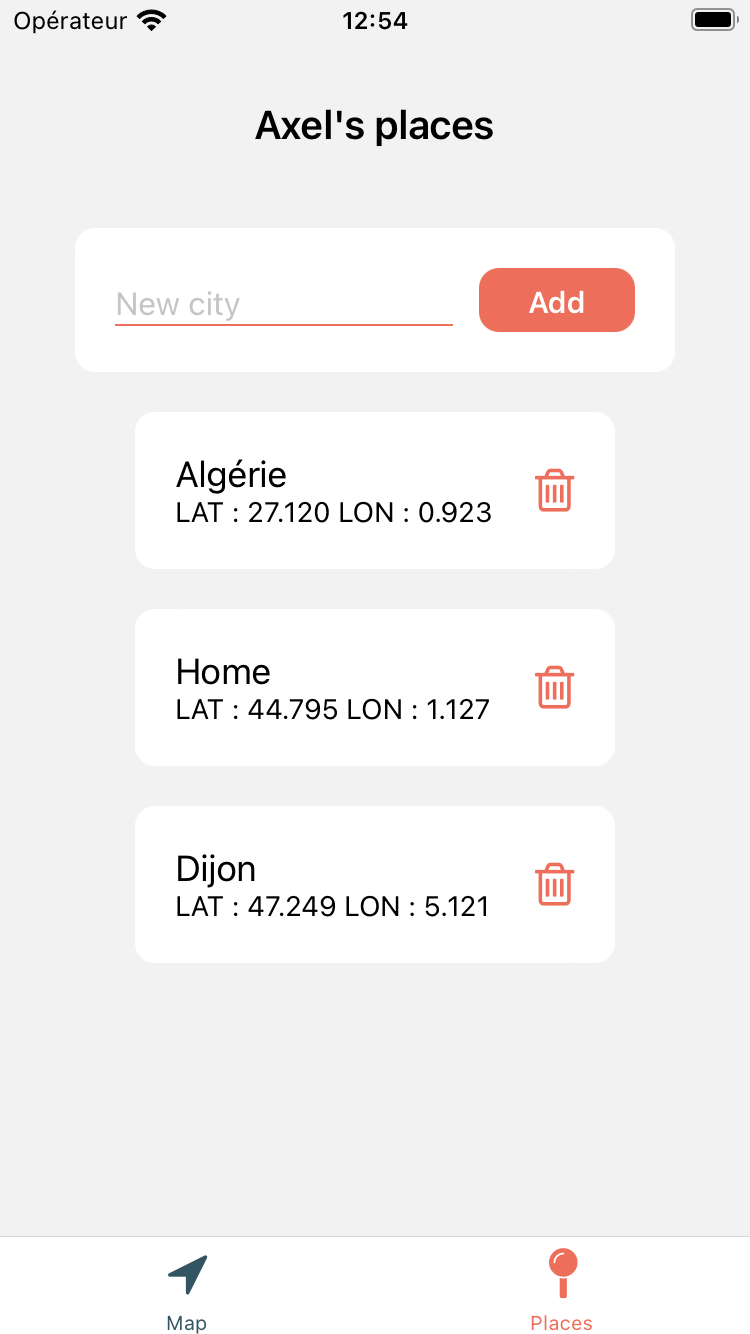 Opérateur 12:54
Axel's places
New city
Add
Algérie
LAT : 27.120 LON : 0.923
Home
LAT : 44.795 LON : 1.127
Dijon
LAT : 47.249 LON : 5.121
Map
Places